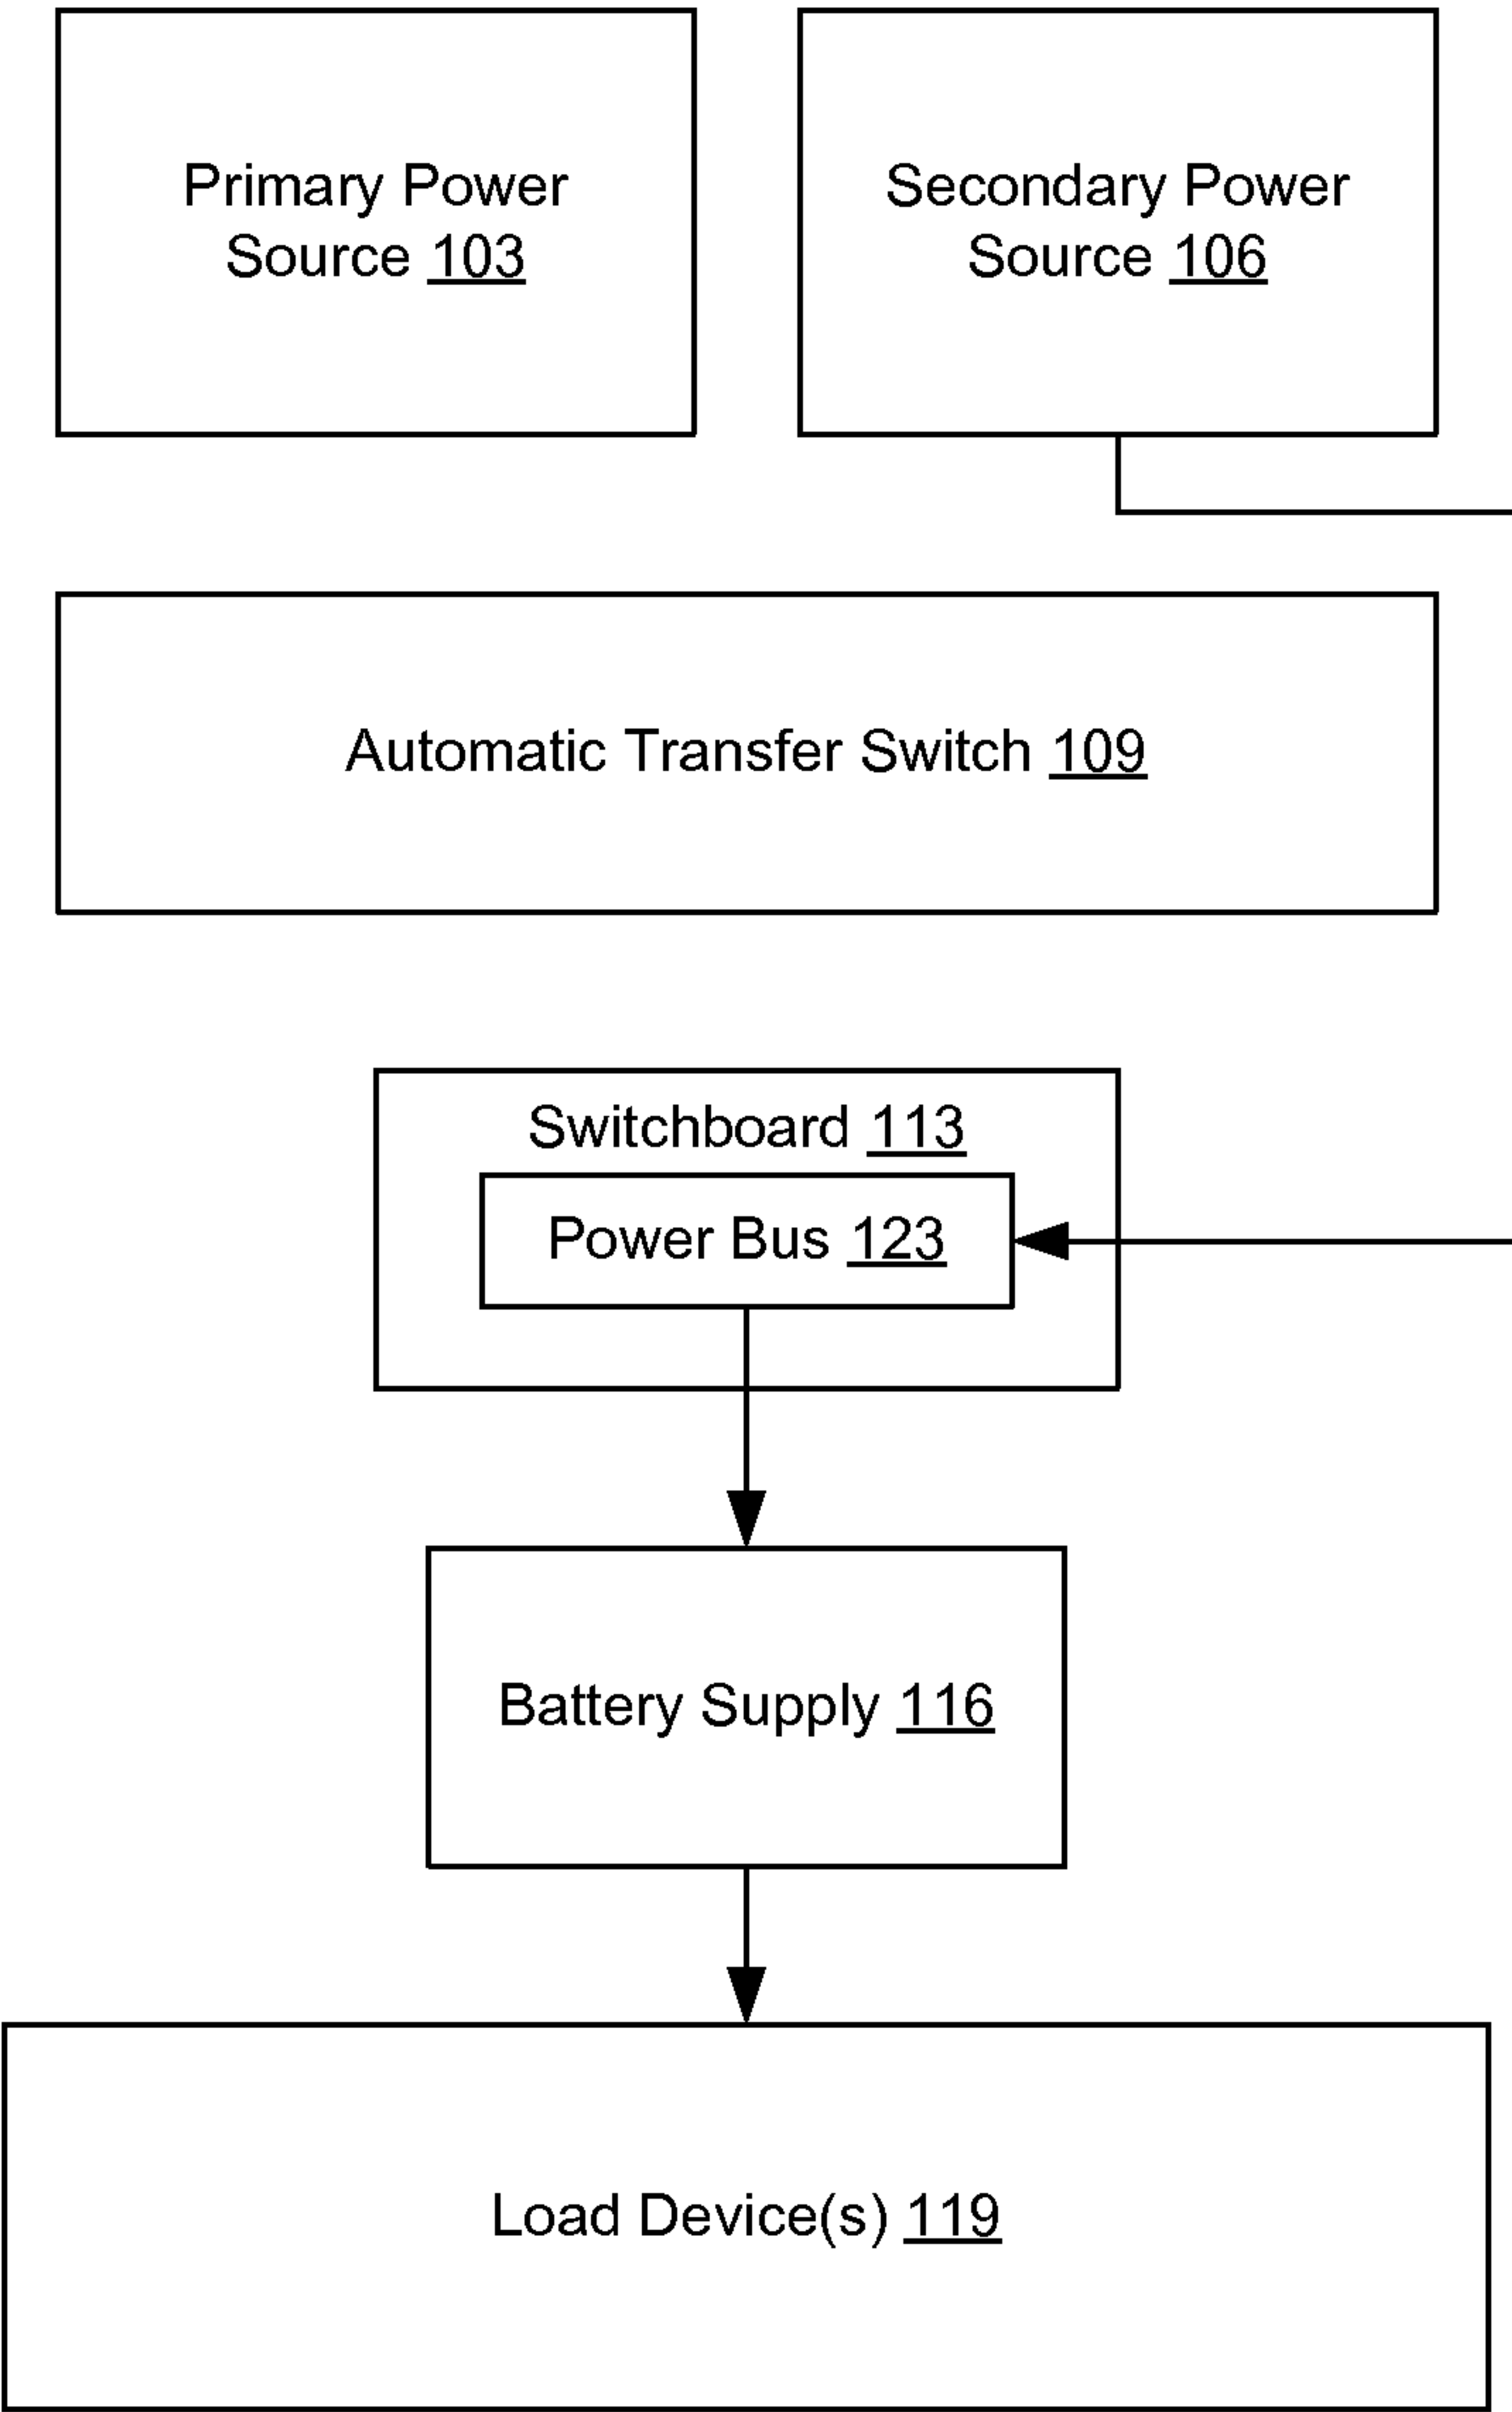 Primary Power
Source 103
Secondary Power
Source 106
Automatic Transfer Switch 109
Switchboard 113
Power Bus 123
Battery Supply 116
Load Device(s) 119